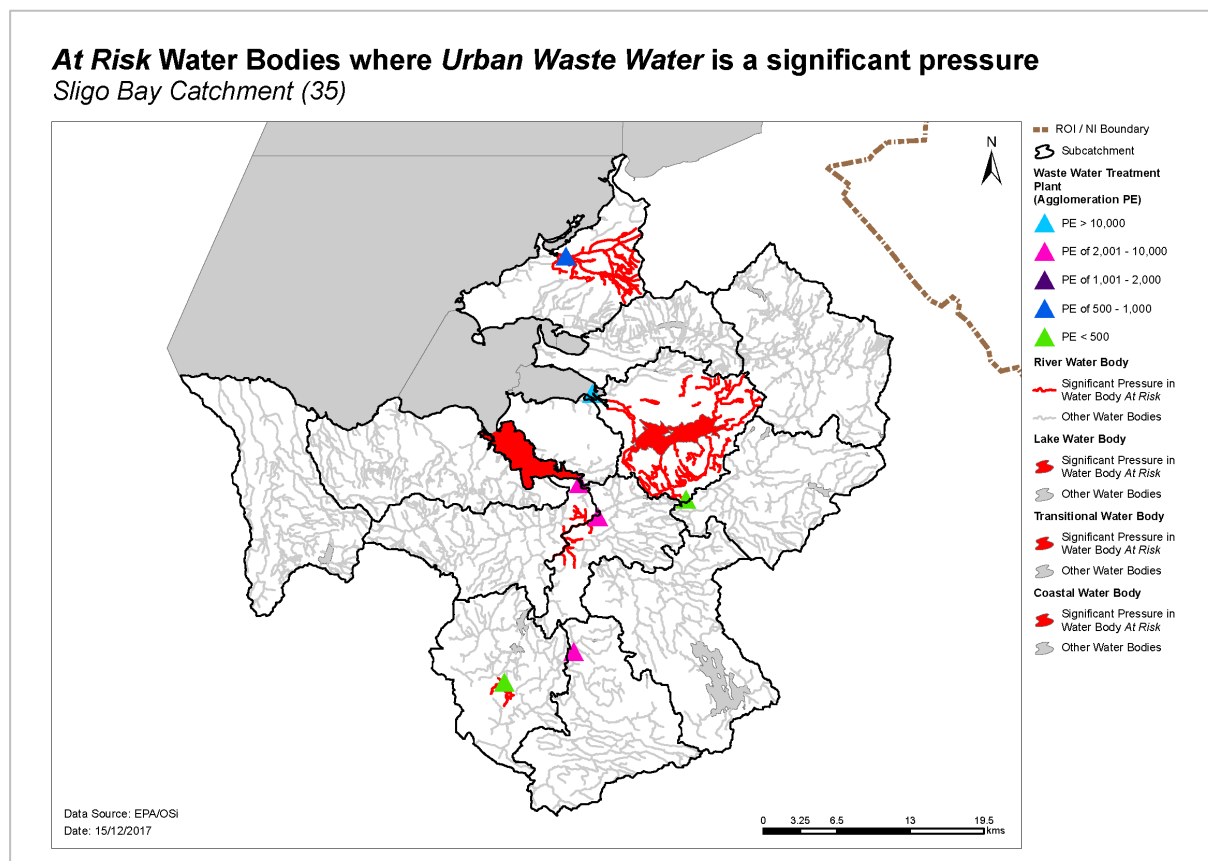 At Risk Water Bodies where Urban Waste Water is a significant pressure
Sligo Bay Catchment (35)
N
ROI / NI Boundary
Subcatchment
Waste Water Treatment
Plant
(Agglomeration PE)
PE > 10,000
PE of 2,001 - 10,000
PE of 1,001 - 2,000
PE of 500 - 1,000
PE < 500
River Water Body
Significant Pressure in
Water Body At Risk
Other Water Bodies
Lake Water Body
Significant Pressure in
Water Body At Risk
Other Water Bodies
Transitional Water Body
Significant Pressure in
Water Body At Risk
Other Water Bodies
Coastal Water Body
Significant Pressure in
Water Body At Risk
Other Water Bodies
Data Source: EPA/OSi
Date: 15/12/2017
0 3.25 6.5 13 19.5
kms